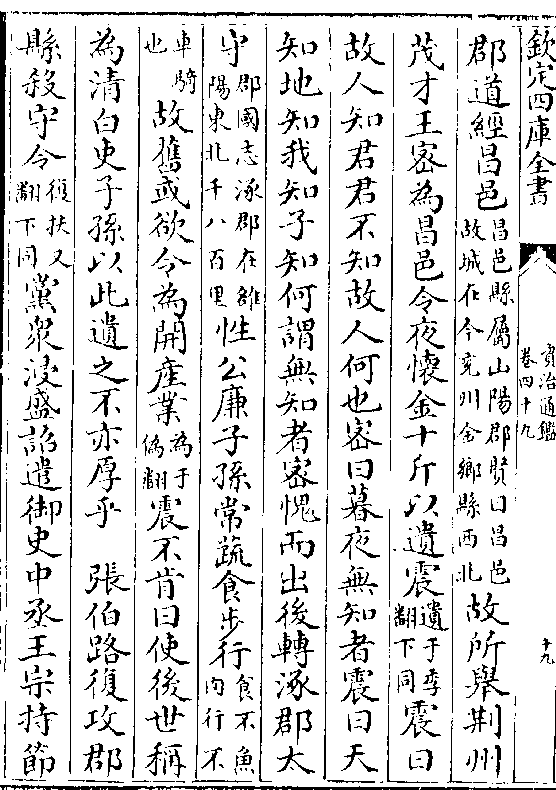 欽定四庫全書
資治通鑑
卷四十九
十九
郡道經昌邑昌邑縣屬山陽郡賢曰昌邑故城在今兗州金鄉縣西北故所舉荆州
茂才王宻為昌邑令夜懷金十斤以遺震遺于季翻下同震曰
故人知君君不知故人何也宻曰暮夜無知者震曰天
知地知我知子知何謂無知者宻愧而出後轉涿郡太
守郡國志涿郡在雒陽東北千八百里性公廉子孫常蔬食步行食不魚肉行不
車騎也故舊或欲令為開產業為于偽翻震不肯曰使後世稱
為清白吏子孫以此遺之不亦厚乎　張伯路復攻郡
縣殺守令復扶又翻下同黨衆浸盛詔遣御史中丞王宗持節